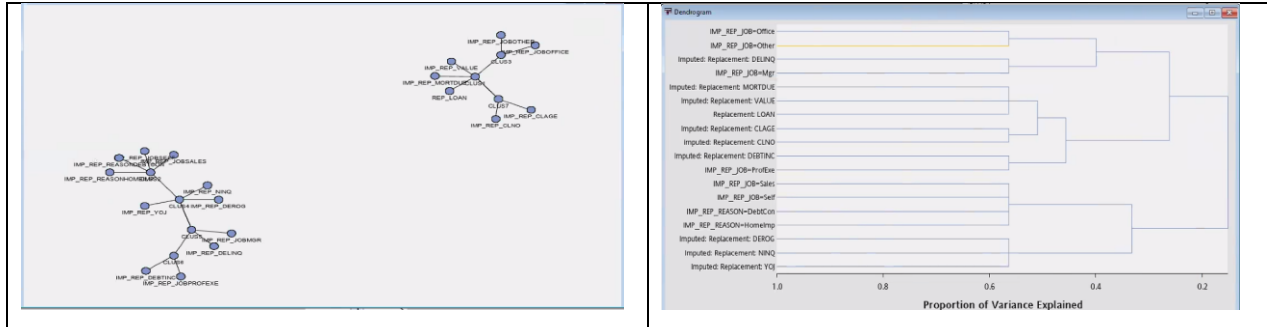 IMP_REP_JOBOTHER
IMP_REP_JOBOFFICE
CLUS3
IMP_REP_VALUE
IMP_REP_MORTDUE
REP_LOAN
CLUS7
IMP_REP_CLAGE
IMP_REP_CLNO
IMP_REP_JOBSALES
IMP_REP_NINQ
CLUS4
IMP_REP_DEROG
IMP_REP_YOJ
CLUS5
IMP_REP_JOBMGR
IMP_REP_DELINQ
IMP_REP_DEBTINC
IMP_REP_JOBPROFEXE
Dendrogram
IMP_REP_JOB=Office
IMP_REP_JOB=Other
Imputed: Replacement: DELINQ
IMP_REP_JOB=Mgr
Imputed: Replacement: MORTDUE
Imputed: Replacement: VALUE
Replacement: LOAN
Imputed: Replacement: CLAGE
Imputed: Replacement: CLNO
Imputed: Replacement: DEBTINC
IMP_REP_JOB=ProfExe
IMP_REP_JOB=Sales
IMP_REP_JOB=Self
IMP_REP_REASON=DebtCon
IMP_REP_REASON=HomeImp
Imputed: Replacement: DEROG
Imputed: Replacement: NINQ
Imputed: Replacement: YOJ
1.0 0.8 0.6 0.4 0.2
Proportion of Variance Explained